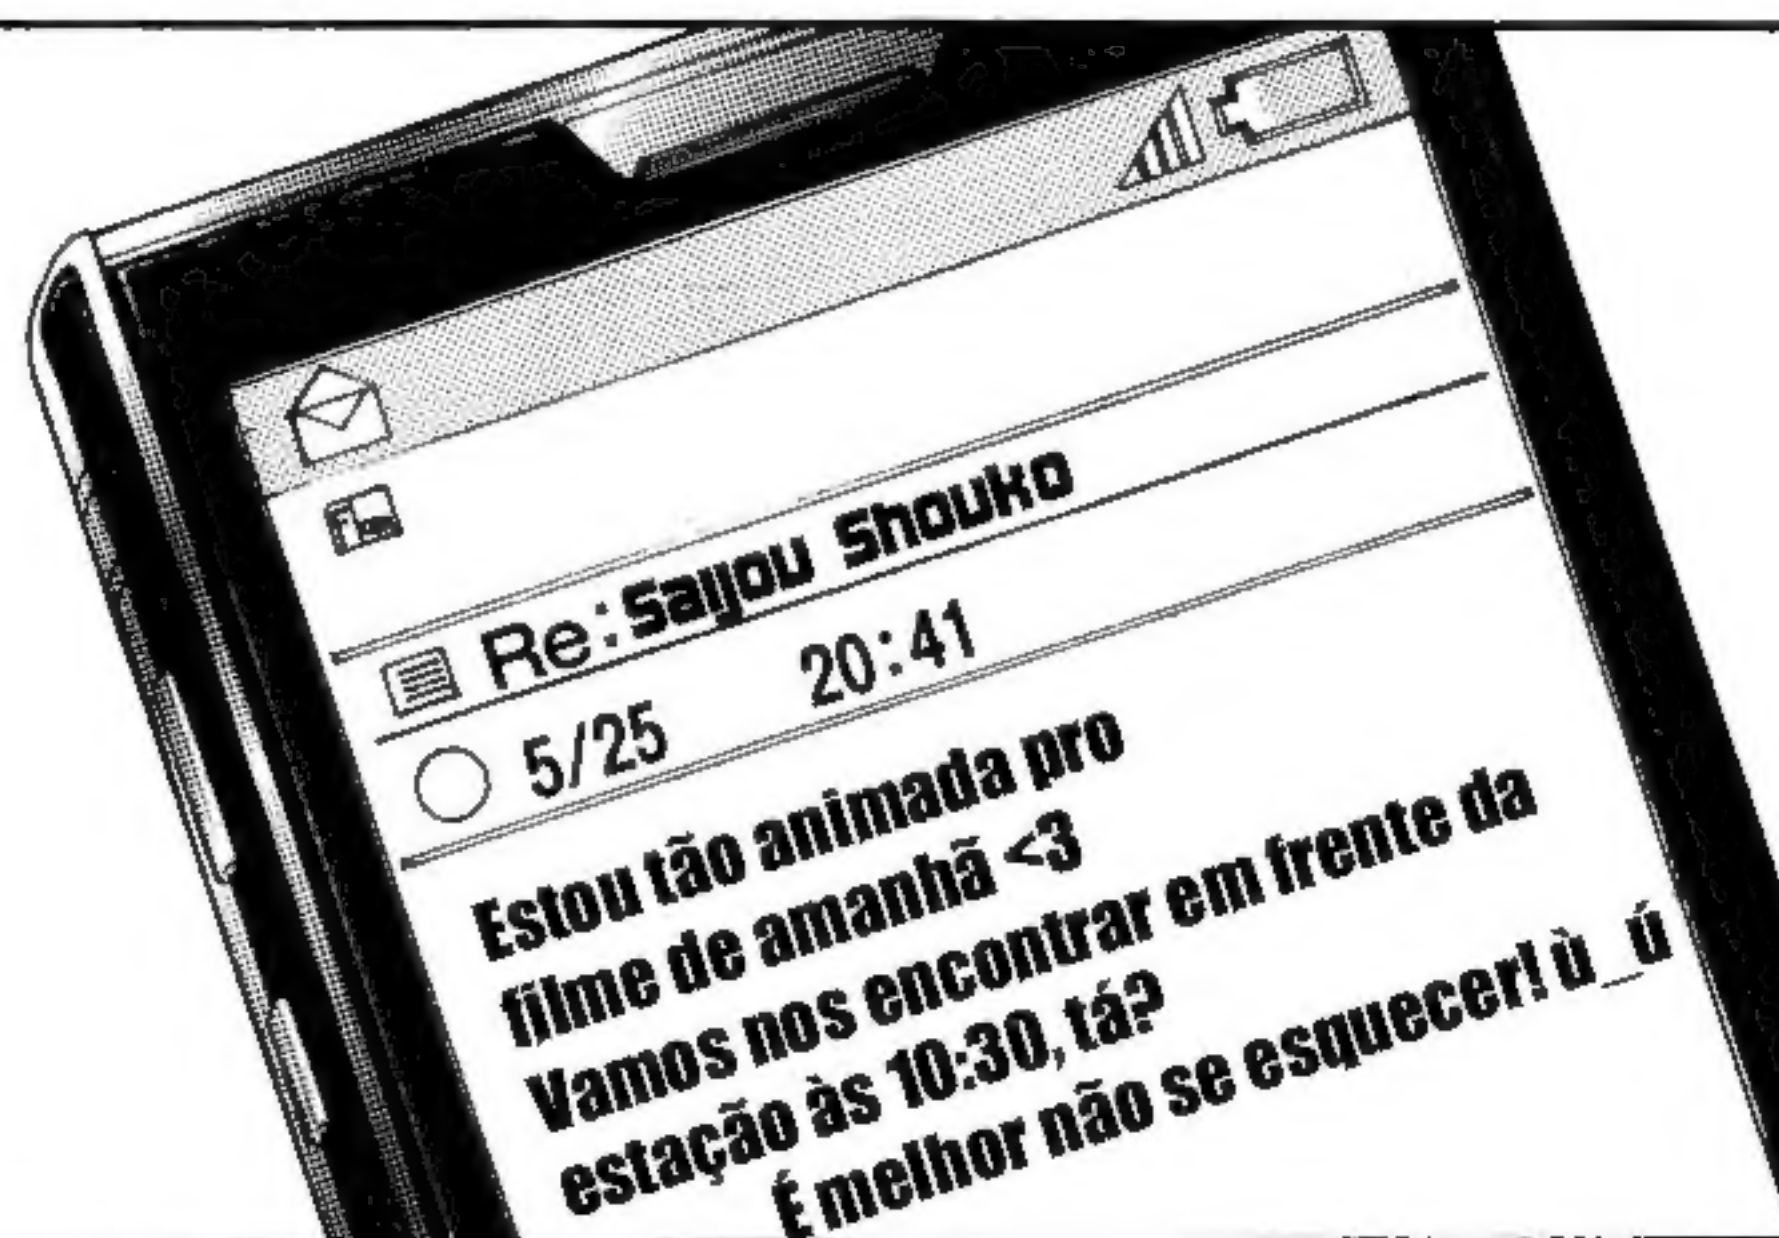 Re: Saijou Shouko
5/25 20:41
Estou tão animada pro
filme de amanhã <3
Vamos nos encontrar em frente da
estação às 10:30, tá?
É melhor não se esquecer! ù_ú